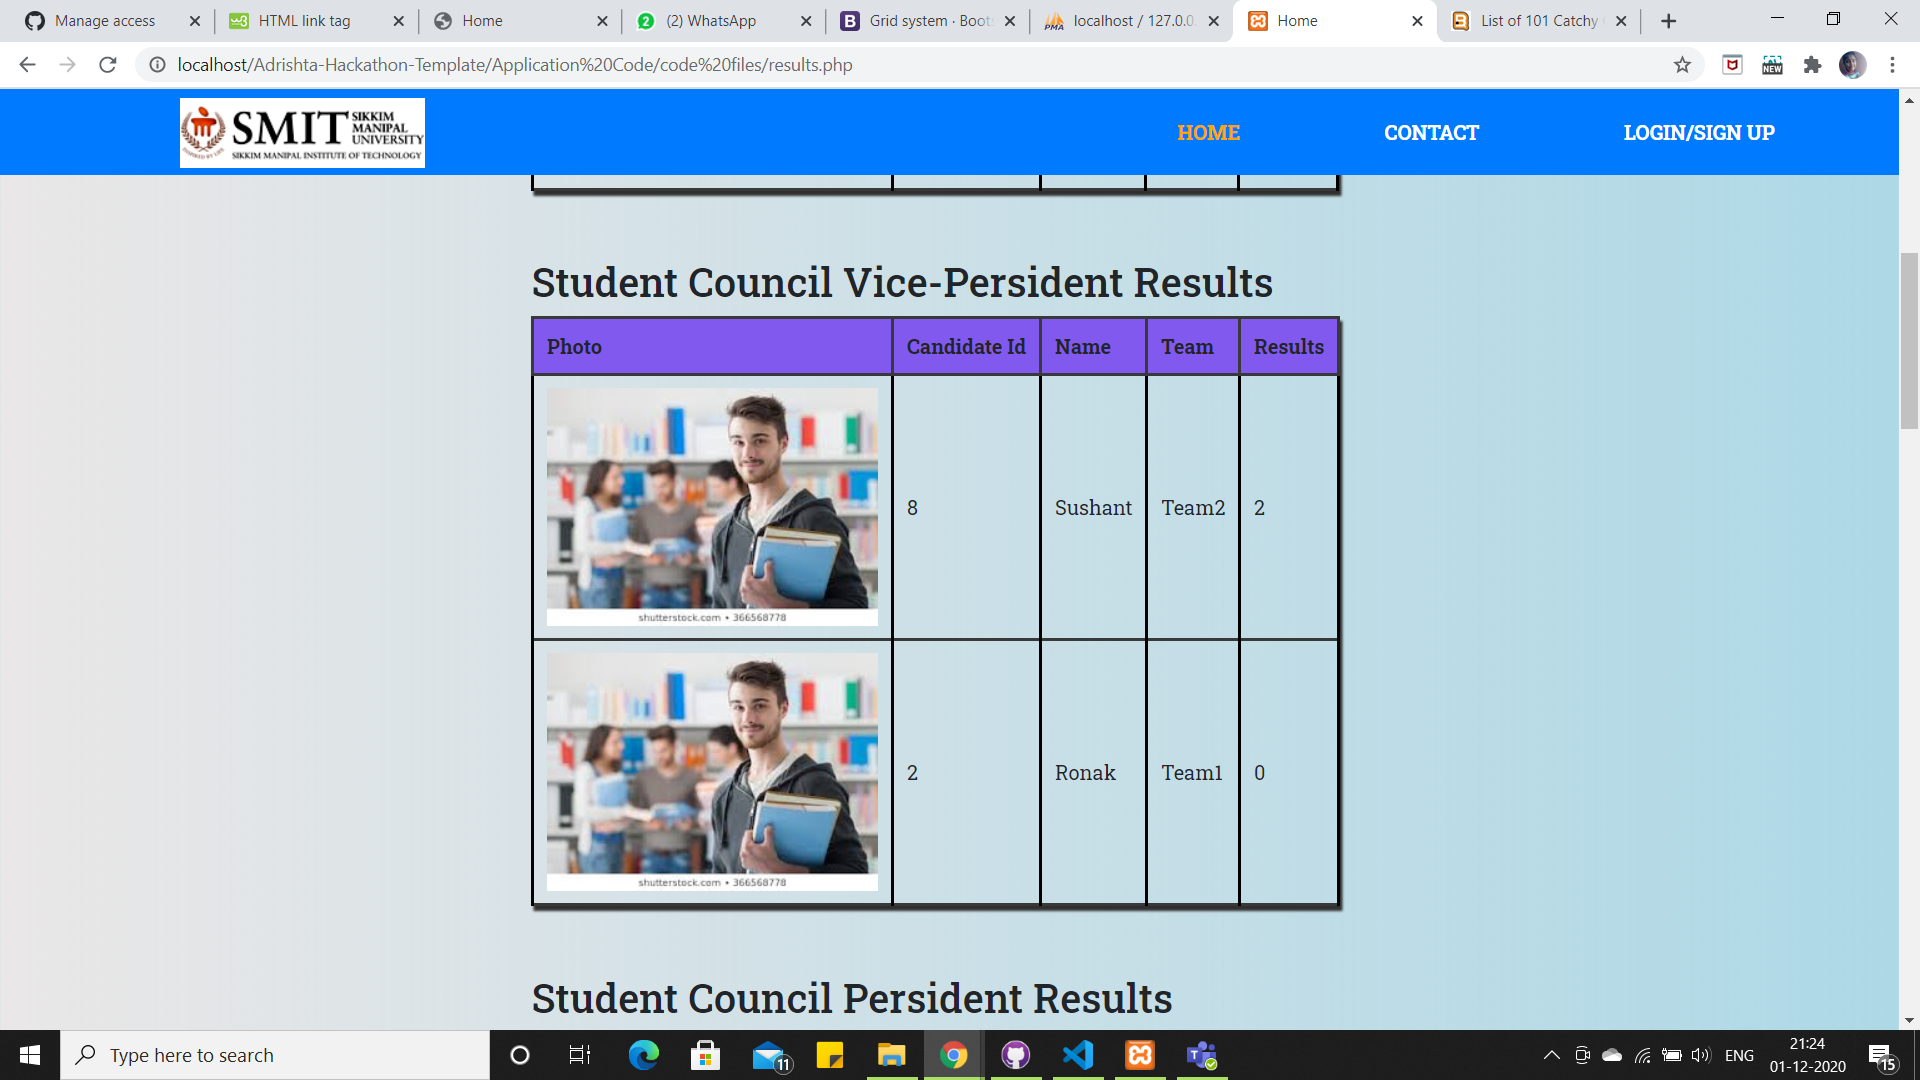 Manage access
HTML link tag
Home
(2) WhatsApp
Grid system · Boot
localhost / 127.0.0
Home
List of 101 Catchy
localhost/Adrishta-Hackathon-Template/Application%20Code/code%20files/results.php
NEW
SMIT SIKKIM MANIPAL UNIVERSITY
SIKKIM MANIPAL INSTITUTE OF TECHNOLOGY
INSPIRED BY LIFE
HOME CONTACT LOGIN/SIGN UP
Student Council Vice-Persident Results
Photo Candidate Id Name Team Results
8 Sushant Team2 2
shutterstock.com • 366568778
2 Ronak Team1 0
shutterstock.com • 366568778
Student Council Persident Results
Type here to search
11
ENG
21:24
01-12-2020
15